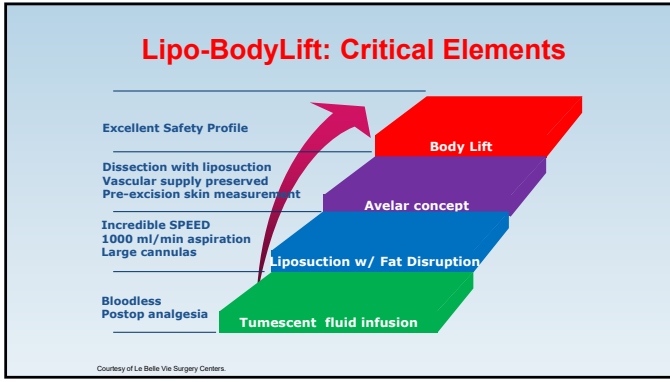 Lipo-BodyLift: Critical Elements
Excellent Safety Profile
Body Lift
Dissection with liposuction
Vascular supply preserved
Pre-excision skin measurement
Avelar concept
Incredible SPEED
1000 ml/min aspiration
Large cannulas
Liposuction w/ Fat Disruption
Bloodless
Postop analgesia
Tumescent fluid infusion
Courtesy of Le Belle Vie Surgery Centers.